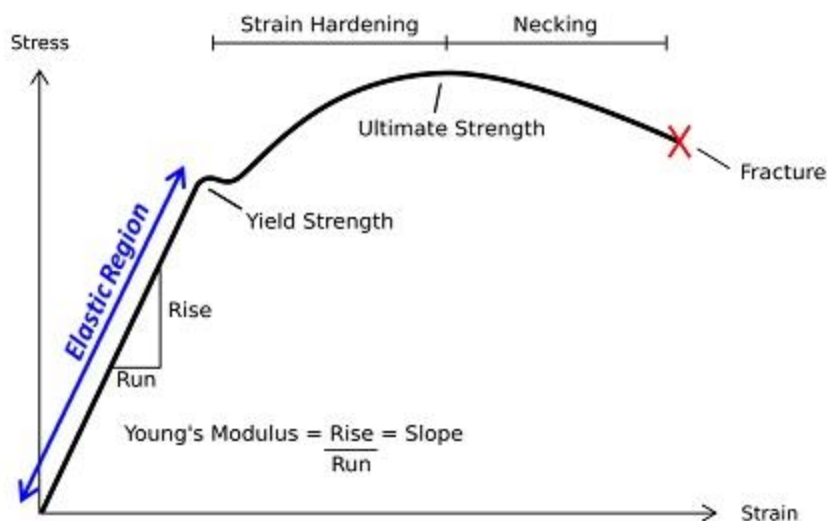 Strain Hardening
Necking
Stress
Ultimate Strength
Fracture
Yield Strength
Elastic Region
Rise
Run
Young's Modulus = Rise = Slope
Run
Strain